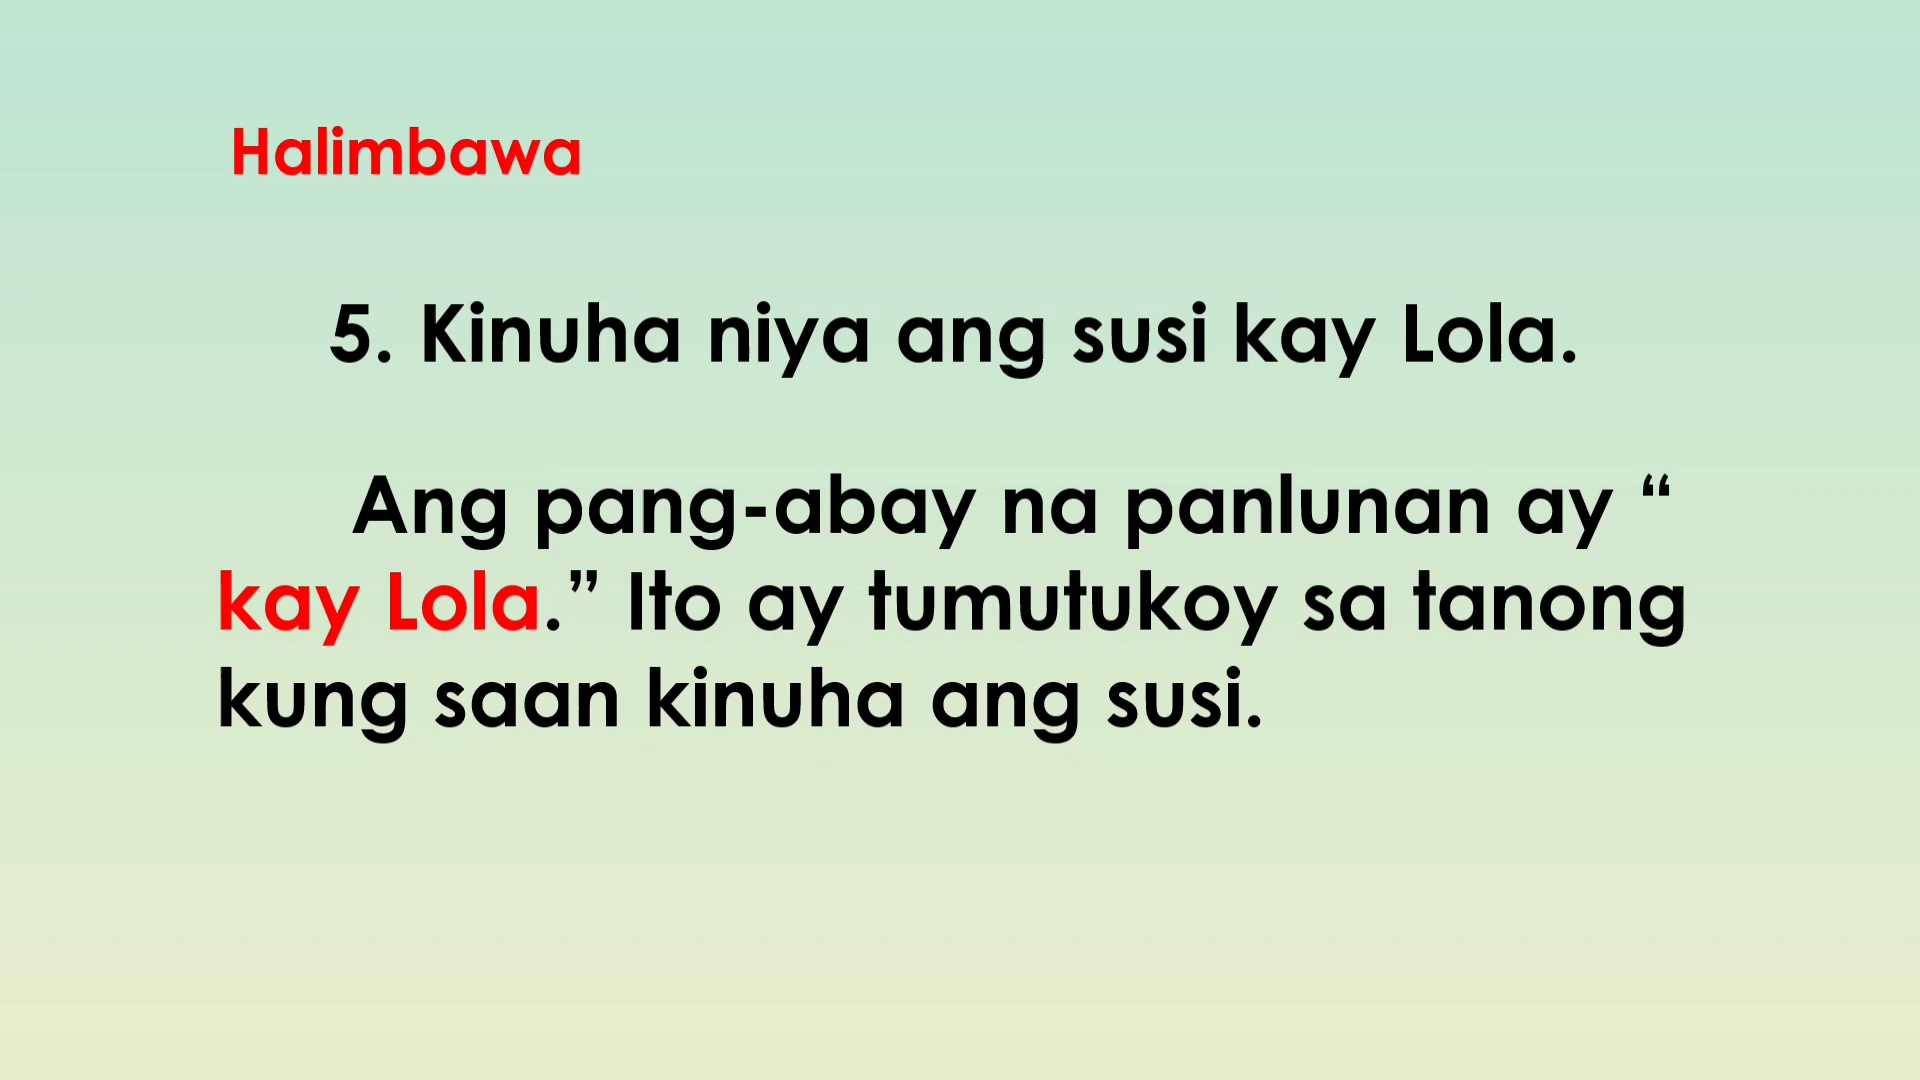 Halimbawa
5. Kinuha niya ang susi kay Lola.
Ang pang-abay na panlunan ay “
kay Lola.” Ito ay tumutukoy sa tanong
kung saan kinuha ang susi.